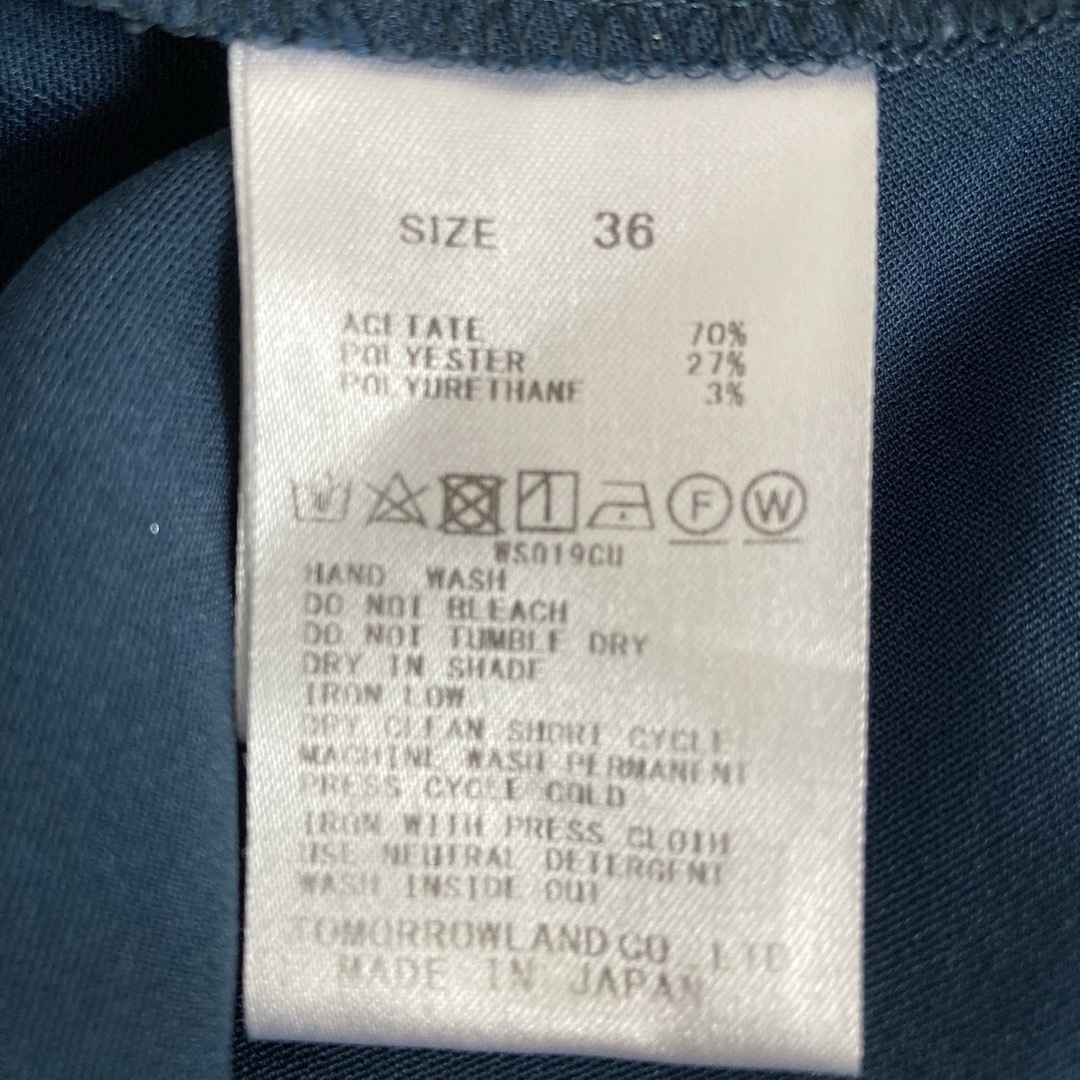 SIZE 36
ACETATE 70%
POLYESTER 27%
POLYURETHANE 3%
F W
WS019CU
HAND WASH
DO NOT BLEACH
DO NOT TUMBLE DRY
DRY IN SHADE
IRON LOW
DRY CLEAN SHORT CYCLE
MACHINE WASH PERMANENT
PRESS CYCLE COLD
IRON WITH PRESS CLOTH
USE NEUTRAL DETERGENT
WASH INSIDE OUT
TOMORROWLAND CO.,LTD
MADE IN JAPAN